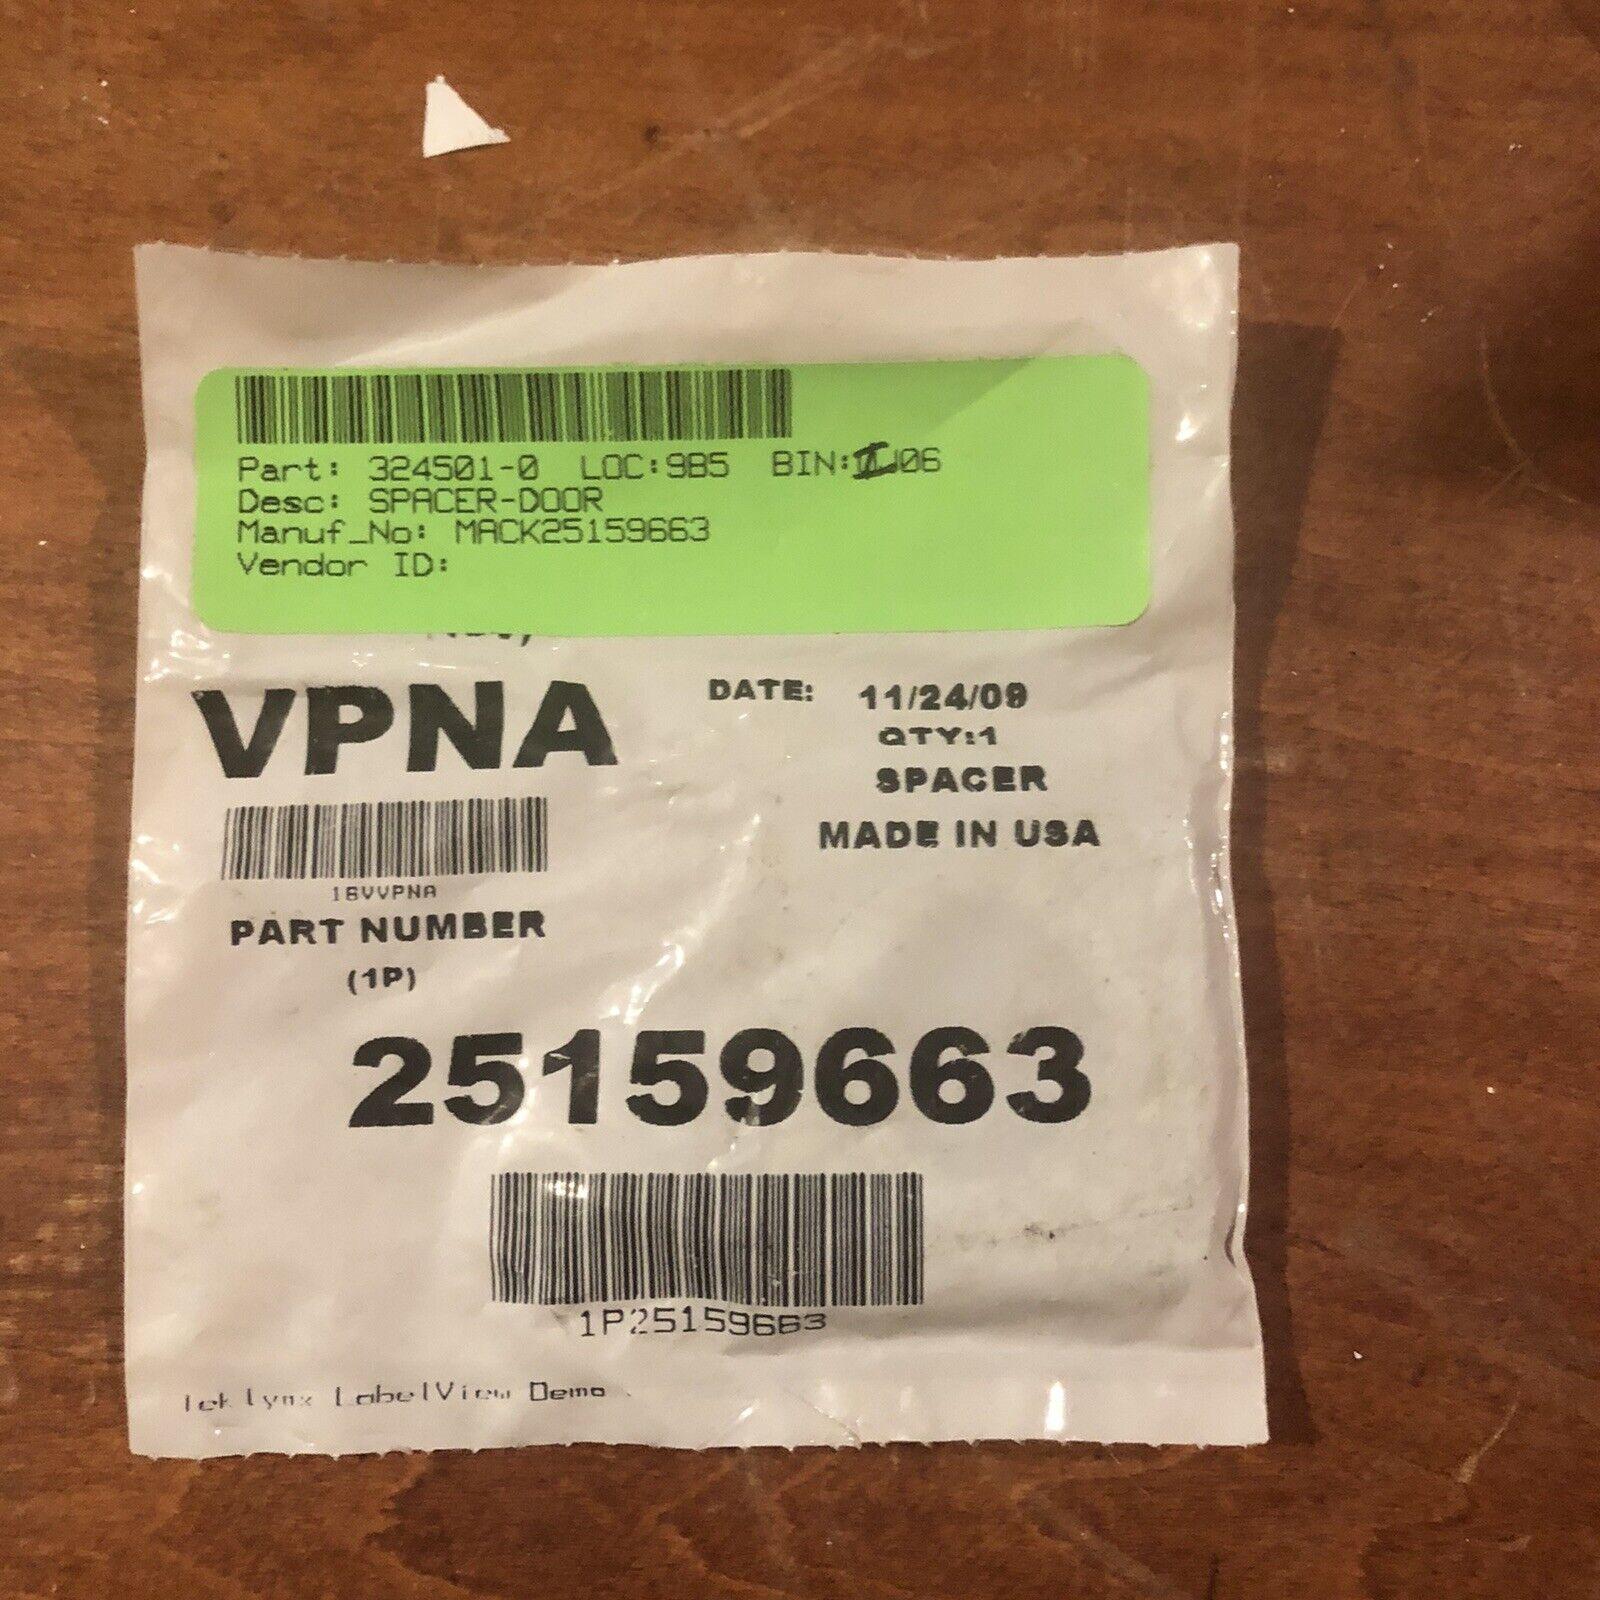 Part: 324501-0 LOC:9B5 BIN: I06
Desc: SPACER-DOOR
Manuf_No: MACK25159663
Vendor ID:
VPNA
DATE: 11/24/09
QTY:1
SPACER
MADE IN USA
16VVPNA
PART NUMBER
(1P)
25159663
1P25159663
Teklynx LabelView Demo